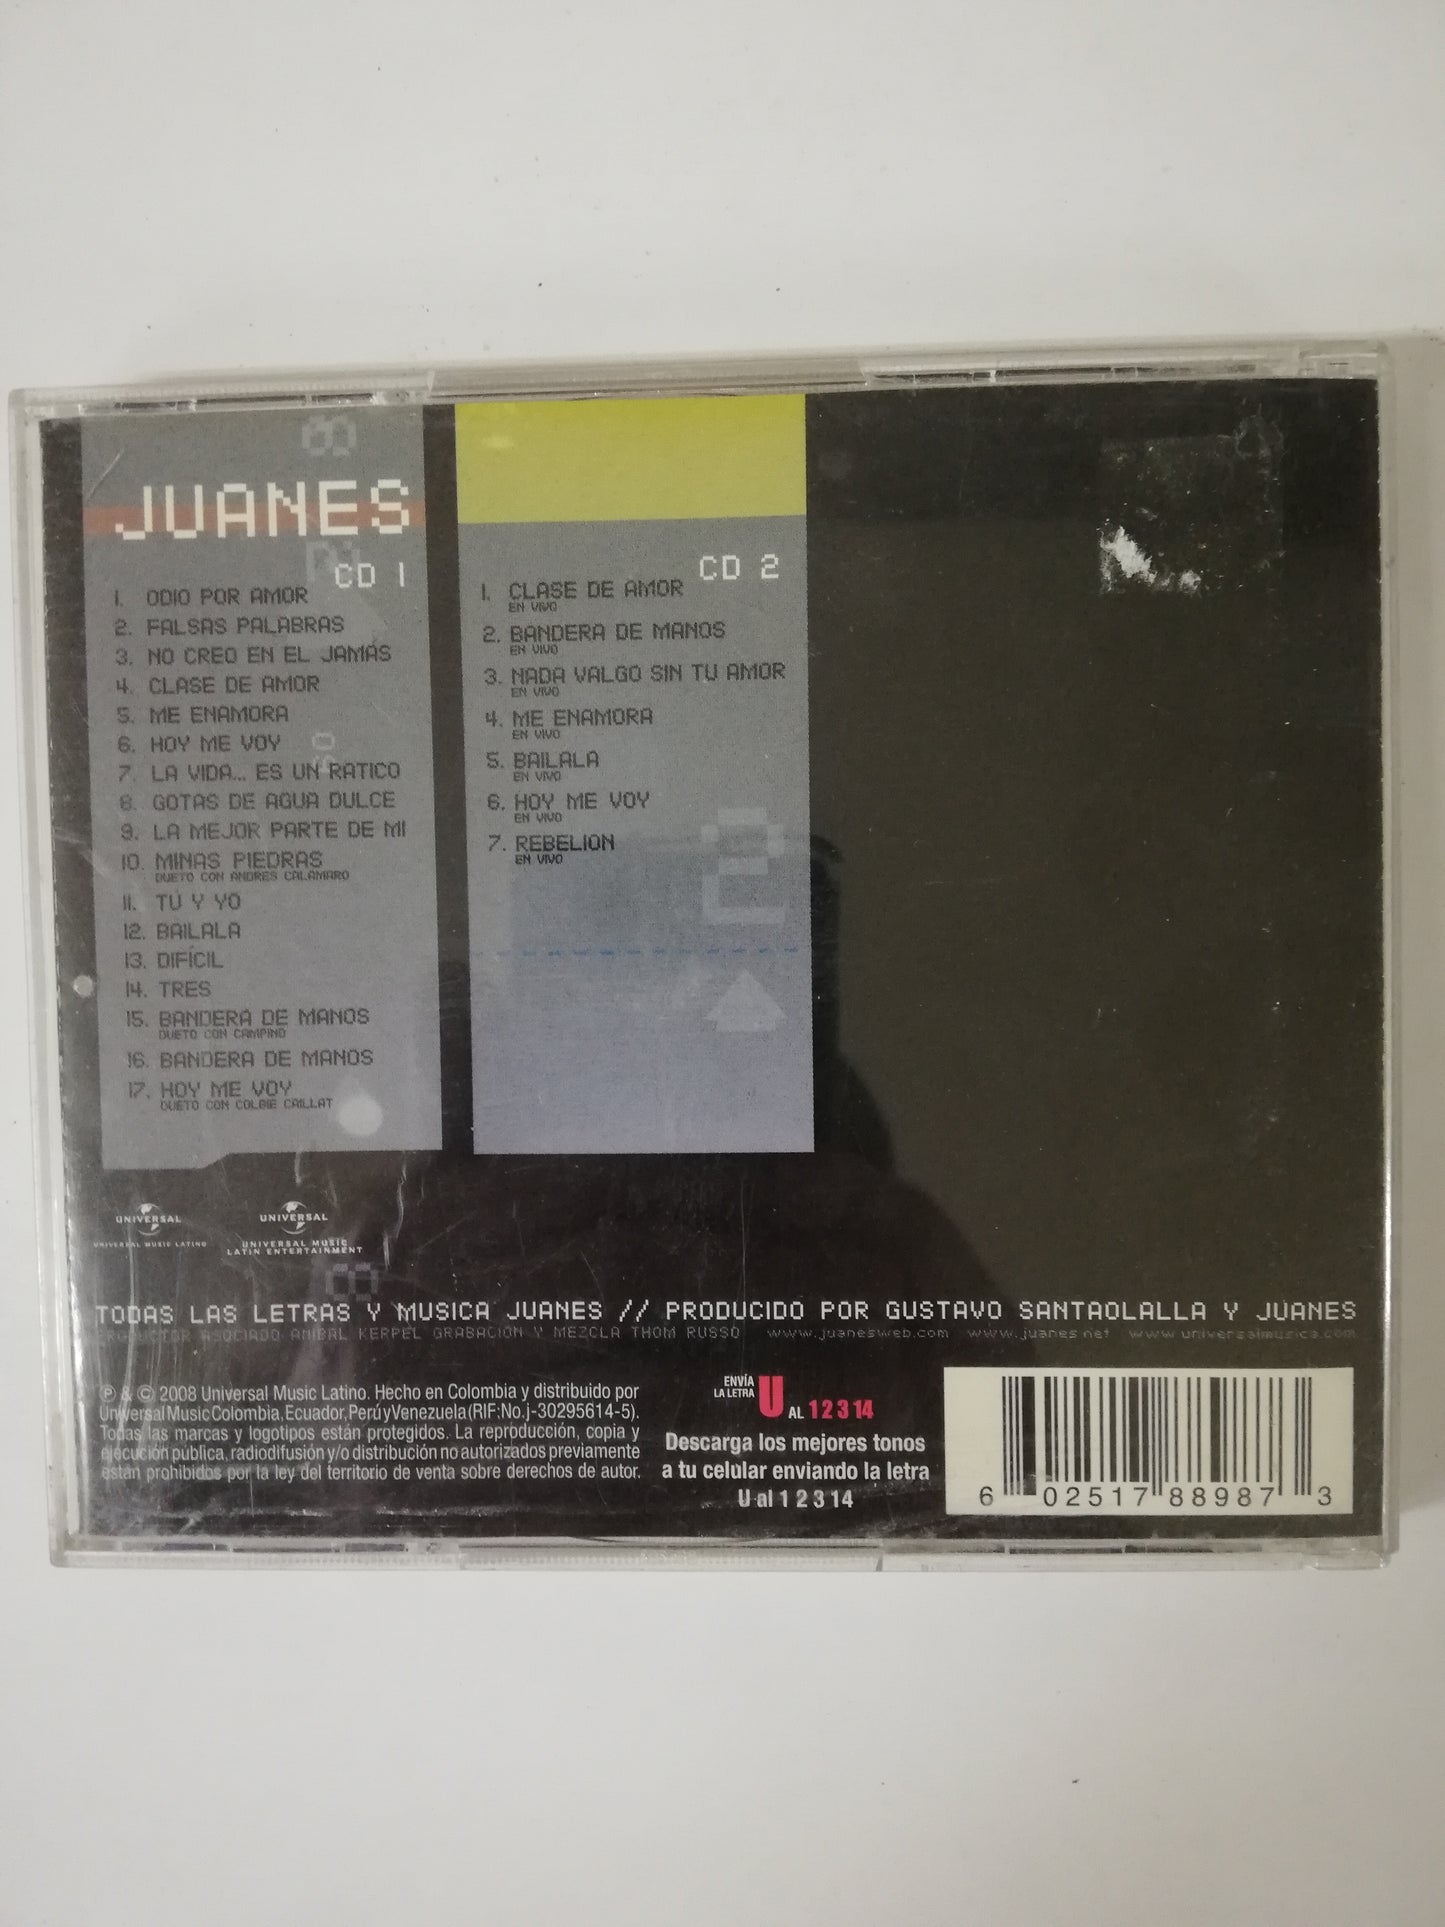 JUANES
CD 1
1. ODIO POR AMOR
2. FALSAS PALABRAS
3. NO CREO EN EL JAMÁS
4. CLASE DE AMOR
5. ME ENAMORA
6. HOY ME VOY
7. LA VIDA... ES UN RATICO
8. GOTAS DE AGUA DULCE
9. LA MEJOR PARTE DE MI
10. MINAS PIEDRAS
DUETO CON ANDRES CALAMARO
11. TÚ Y YO
12. BAILALA
13. DIFÍCIL
14. TRES
15. BANDERA DE MANOS
DUETO CON CAMPINO
16. BANDERA DE MANOS
17. HOY ME VOY
DUETO CON COLBIE CAILLAT
CD 2
1. CLASE DE AMOR
EN VIVO
2. BANDERA DE MANOS
EN VIVO
3. NADA VALGO SIN TU AMOR
EN VIVO
4. ME ENAMORA
EN VIVO
5. BAILALA
EN VIVO
6. HOY ME VOY
EN VIVO
7. REBELION
EN VIVO
UNIVERSAL
UNIVERSAL MUSIC LATINO
UNIVERSAL
UNIVERSAL MUSIC
LATIN ENTERTAINMENT
TODAS LAS LETRAS Y MUSICA JUANES // PRODUCIDO POR GUSTAVO SANTAOLALLA Y JUANES
PRODUCTOR ASOCIADO ANIBAL KERPEL GRABACION Y MEZCLA THOM RUSSO www.juanesweb.com www.juanes.net www.universalmusica.com
℗ & © 2008 Universal Music Latino. Hecho en Colombia y distribuido por
Universal Music Colombia, Ecuador, Perú y Venezuela (RIF: No. j-30295614-5).
Todas las marcas y logotipos están protegidos. La reproducción, copia y
ejecución pública, radiodifusión y/o distribución no autorizados previamente
están prohibidos por la ley del territorio de venta sobre derechos de autor.
ENVÍA
LA LETRA U AL 12314
Descarga los mejores tonos
a tu celular enviando la letra
U al 1 2 3 14
6 02517 88987 3